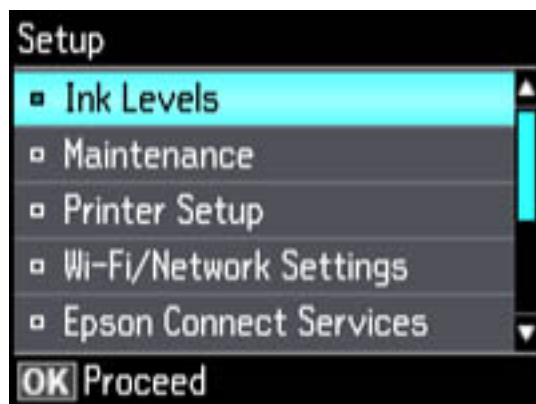 Setup
Ink Levels
Maintenance
Printer Setup
Wi-Fi/Network Settings
Epson Connect Services
OK Proceed